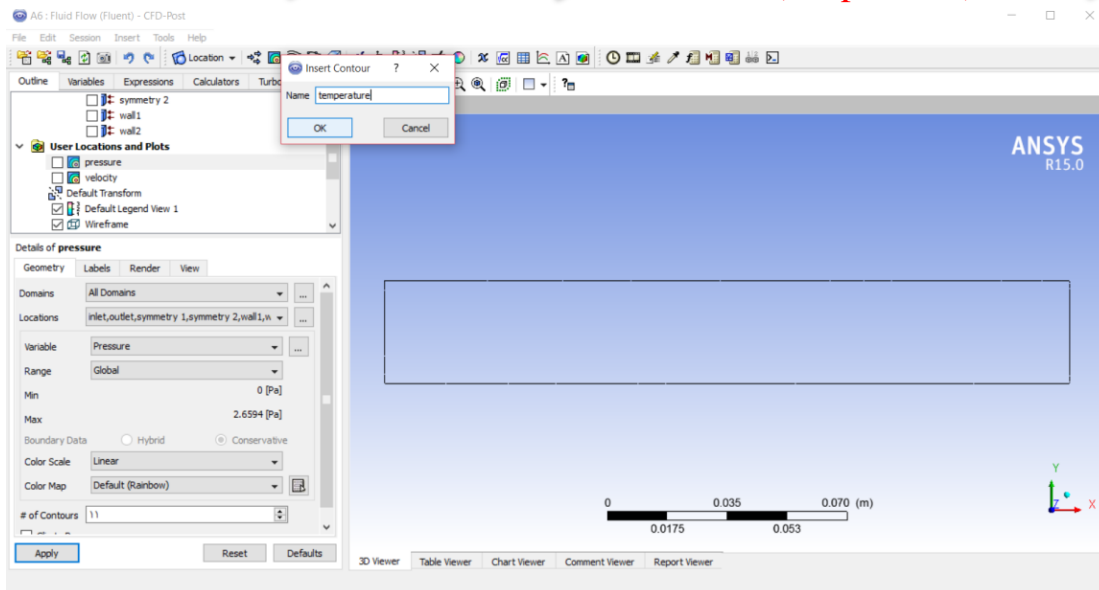 A6 : Fluid Flow (Fluent) - CFD-Post
File Edit Session Insert Tools Help
Location
Insert Contour ? ×
Name temperature
OK Cancel
Outline Variables Expressions Calculators Turbo
symmetry 2
wall1
wall2
User Locations and Plots
pressure
velocity
Default Transform
Default Legend View 1
Wireframe
Details of pressure
Geometry Labels Render View
Domains All Domains ...
Locations inlet,outlet,symmetry 1,symmetry 2,wall1,w ...
Variable Pressure ...
Range Global
Min 0 [Pa]
Max 2.6594 [Pa]
Boundary Data Hybrid Conservative
Color Scale Linear
Color Map Default (Rainbow)
# of Contours ١١
Apply Reset Defaults
ANSYS
R15.0
Y
Z X
0 0.035 0.070 (m)
0.0175 0.053
3D Viewer Table Viewer Chart Viewer Comment Viewer Report Viewer